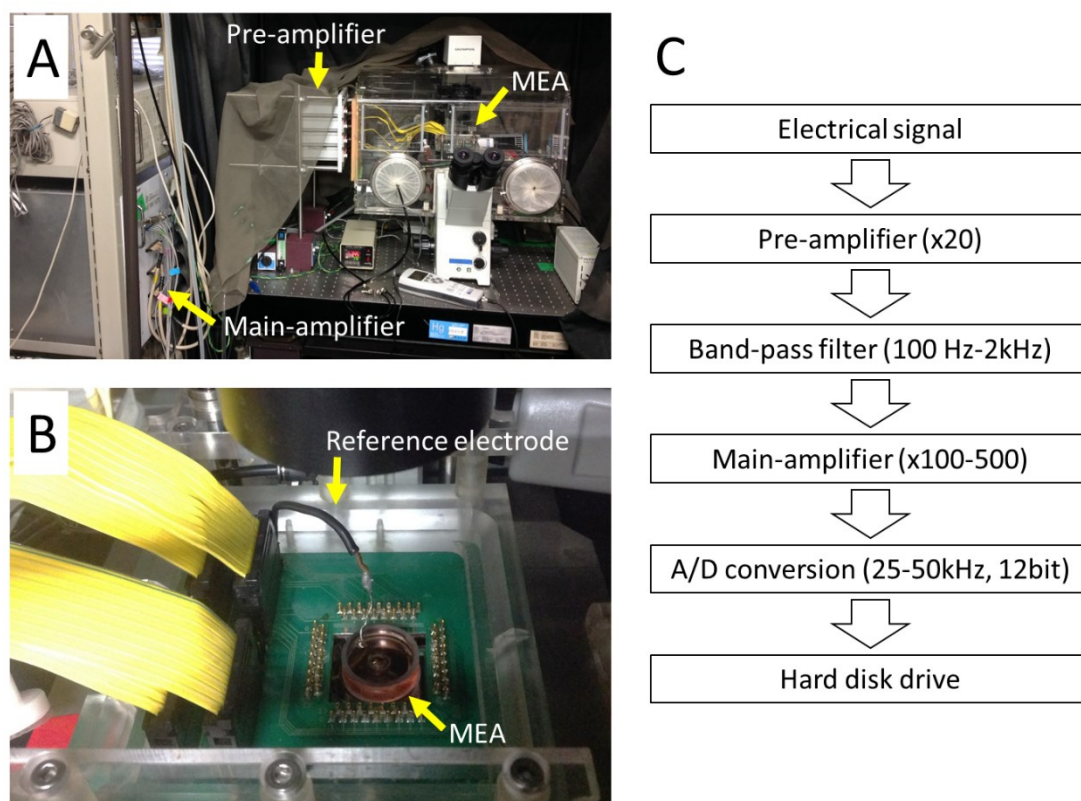 A
Pre-amplifier
MEA
Main-amplifier
Hg
B
Reference electrode
MEA
C
Electrical signal
Pre-amplifier (x20)
Band-pass filter (100 Hz-2kHz)
Main-amplifier (x100-500)
A/D conversion (25-50kHz, 12bit)
Hard disk drive